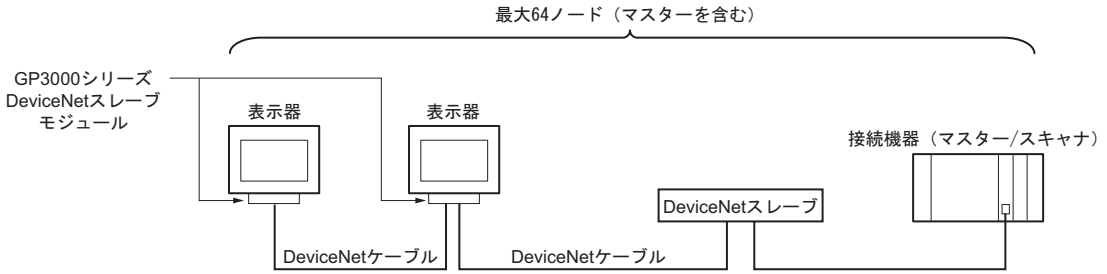 最大64ノード（マスターを含む）
GP3000シリーズ
DeviceNetスレーブ
モジュール
表示器
表示器
接続機器（マスター/スキャナ）
DeviceNetスレーブ
DeviceNetケーブル
DeviceNetケーブル